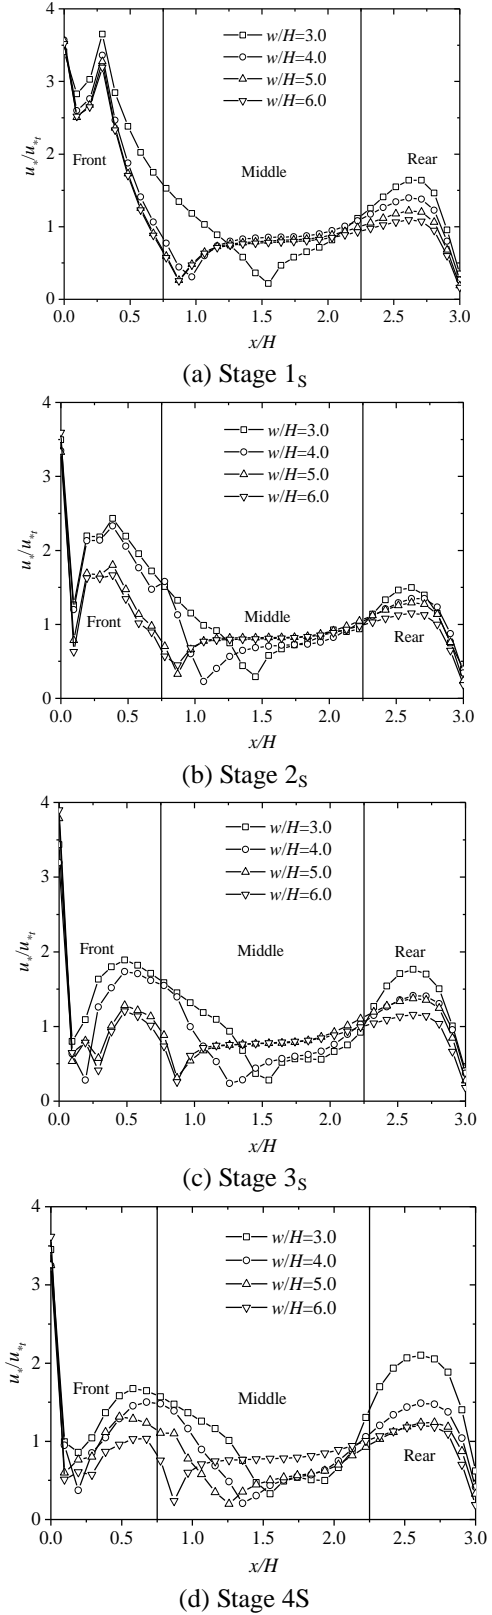 4
3
2
1
0
u*/u*t
w/H=3.0
w/H=4.0
w/H=5.0
w/H=6.0
Front
Middle
Rear
0.0 0.5 1.0 1.5 2.0 2.5 3.0
x/H
(a) Stage 1S
4
3
2
1
0
u*/u*t
w/H=3.0
w/H=4.0
w/H=5.0
w/H=6.0
Front
Middle
Rear
0.0 0.5 1.0 1.5 2.0 2.5 3.0
x/H
(b) Stage 2S
4
3
2
1
0
u*/u*t
w/H=3.0
w/H=4.0
w/H=5.0
w/H=6.0
Front
Middle
Rear
0.0 0.5 1.0 1.5 2.0 2.5 3.0
x/H
(c) Stage 3S
4
3
2
1
0
u*/u*t
w/H=3.0
w/H=4.0
w/H=5.0
w/H=6.0
Front
Middle
Rear
0.0 0.5 1.0 1.5 2.0 2.5 3.0
x/H
(d) Stage 4S